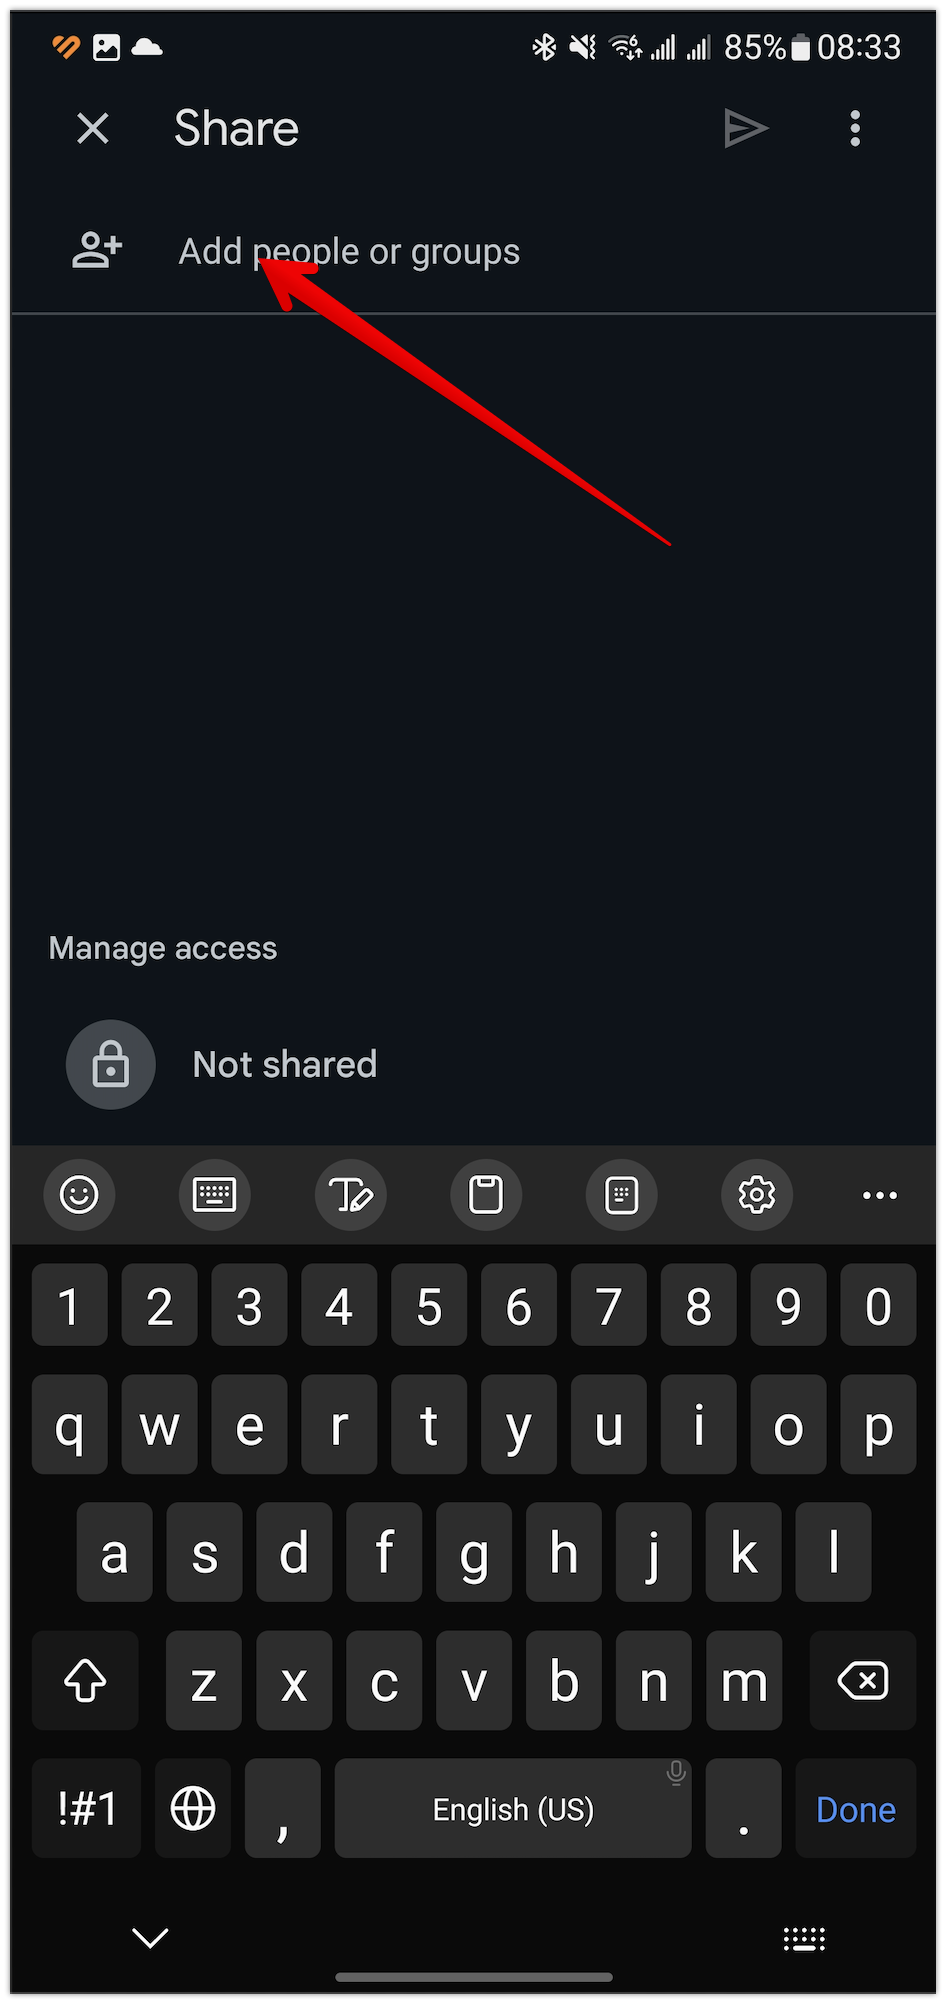 85% 08:33
Share
Add people or groups
Manage access
Not shared
1 2 3 4 5 6 7 8 9 0
q w e r t y u i o p
a s d f g h j k l
z x c v b n m
!#1 , English (US) . Done